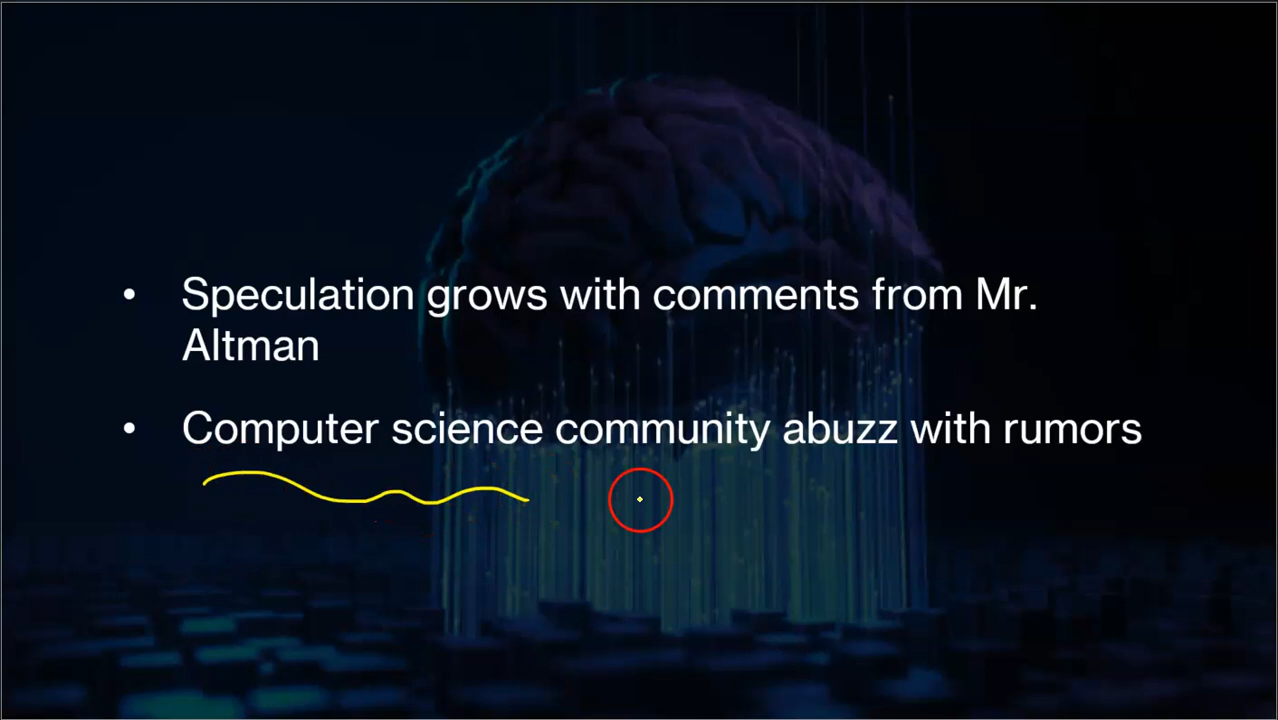 • Speculation grows with comments from Mr.
Altman
• Computer science community abuzz with rumors